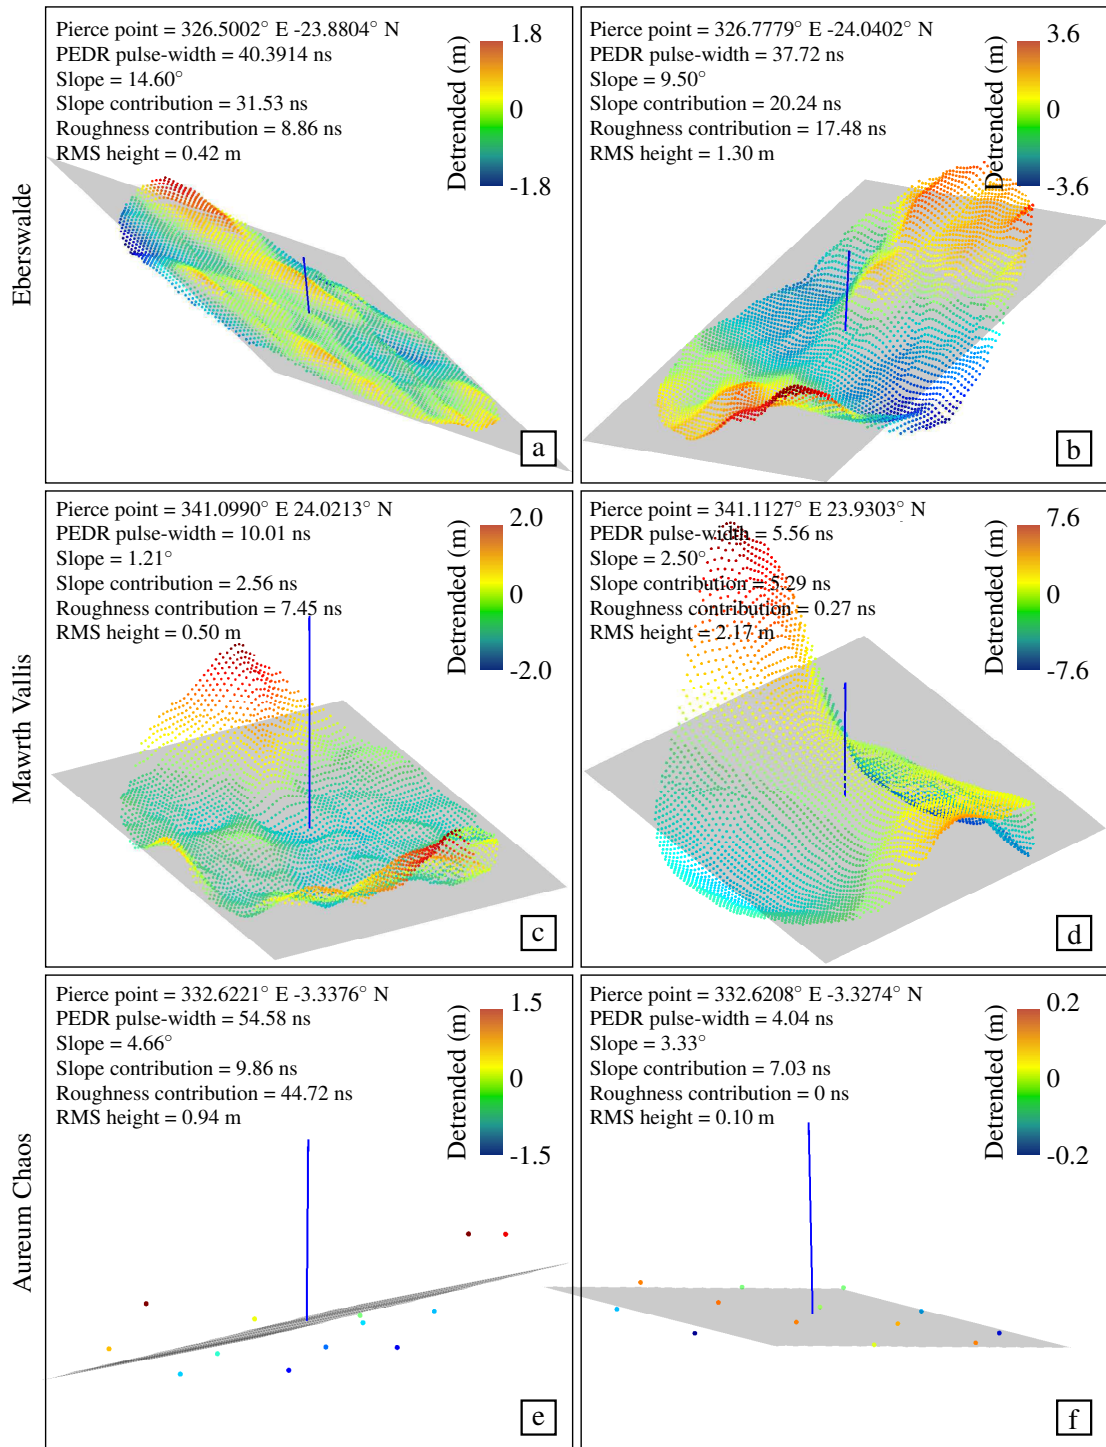 Eberswalde
Pierce point = 326.5002° E -23.8804° N
PEDR pulse-width = 40.3914 ns
Slope = 14.60°
Slope contribution = 31.53 ns
Roughness contribution = 8.86 ns
RMS height = 0.42 m
Detrended (m)
1.8
0
-1.8
a
Pierce point = 326.7779° E -24.0402° N
PEDR pulse-width = 37.72 ns
Slope = 9.50°
Slope contribution = 20.24 ns
Roughness contribution = 17.48 ns
RMS height = 1.30 m
Detrended (m)
3.6
0
-3.6
b
Mawrth Vallis
Pierce point = 341.0990° E 24.0213° N
PEDR pulse-width = 10.01 ns
Slope = 1.21°
Slope contribution = 2.56 ns
Roughness contribution = 7.45 ns
RMS height = 0.50 m
Detrended (m)
2.0
0
-2.0
c
Pierce point = 341.1127° E 23.9303° N
PEDR pulse-width = 5.56 ns
Slope = 2.50°
Slope contribution = 5.29 ns
Roughness contribution = 0.27 ns
RMS height = 2.17 m
Detrended (m)
7.6
0
-7.6
d
Aureum Chaos
Pierce point = 332.6221° E -3.3376° N
PEDR pulse-width = 54.58 ns
Slope = 4.66°
Slope contribution = 9.86 ns
Roughness contribution = 44.72 ns
RMS height = 0.94 m
Detrended (m)
1.5
0
-1.5
e
Pierce point = 332.6208° E -3.3274° N
PEDR pulse-width = 4.04 ns
Slope = 3.33°
Slope contribution = 7.03 ns
Roughness contribution = 0 ns
RMS height = 0.10 m
Detrended (m)
0.2
0
-0.2
f